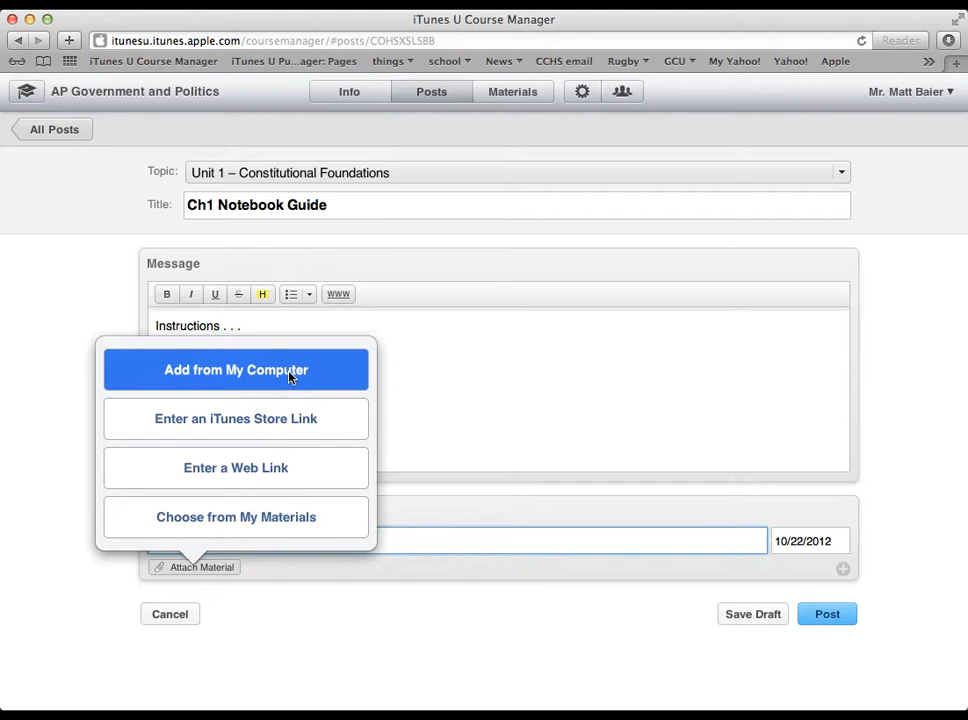 iTunes U Course Manager
itunesu.itunes.apple.com/coursemanager/#posts/COHSXSLSBB
Reader
iTunes U Course Manager iTunes U Pu...ager: Pages things school News CCHS email Rugby GCU My Yahoo! Yahoo! Apple
AP Government and Politics Info Posts Materials Mr. Matt Baier
All Posts
Topic: Unit 1 – Constitutional Foundations
Title: Ch1 Notebook Guide
Message
B I U S H www
Instructions . . .
Add from My Computer
Enter an iTunes Store Link
Enter a Web Link
Choose from My Materials
10/22/2012
Attach Material
Cancel Save Draft Post